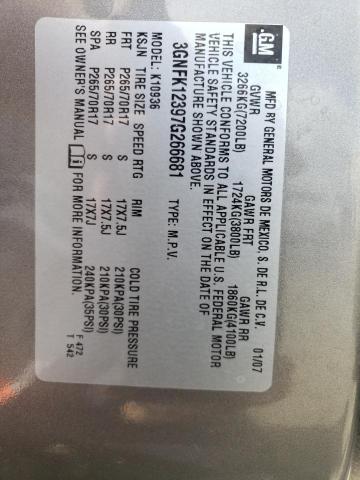 GM MFD BY GENERAL MOTORS DE MEXICO, S. DE R.L. DE C.V. 01/07
GVWR GAWR FRT GAWR RR
3266KG(7200LB) 1724KG(3800LB) 1860KG(4100LB)
THIS VEHICLE CONFORMS TO ALL APPLICABLE U.S. FEDERAL MOTOR
VEHICLE SAFETY STANDARDS IN EFFECT ON THE DATE OF
MANUFACTURE SHOWN ABOVE.
3GNFK12397G266681 TYPE: M.P.V.
MODEL: K10936
KSJN TIRE SIZE SPEED RTG RIM COLD TIRE PRESSURE
FRT P265/70R17 S 17X7.5J 210KPA(30PSI)
RR P265/70R17 S 17X7.5J 210KPA(30PSI)
SPA P265/70R17 S 17X7J 240KPA(35PSI)
SEE OWNER'S MANUAL FOR MORE INFORMATION.
F 472
T 542